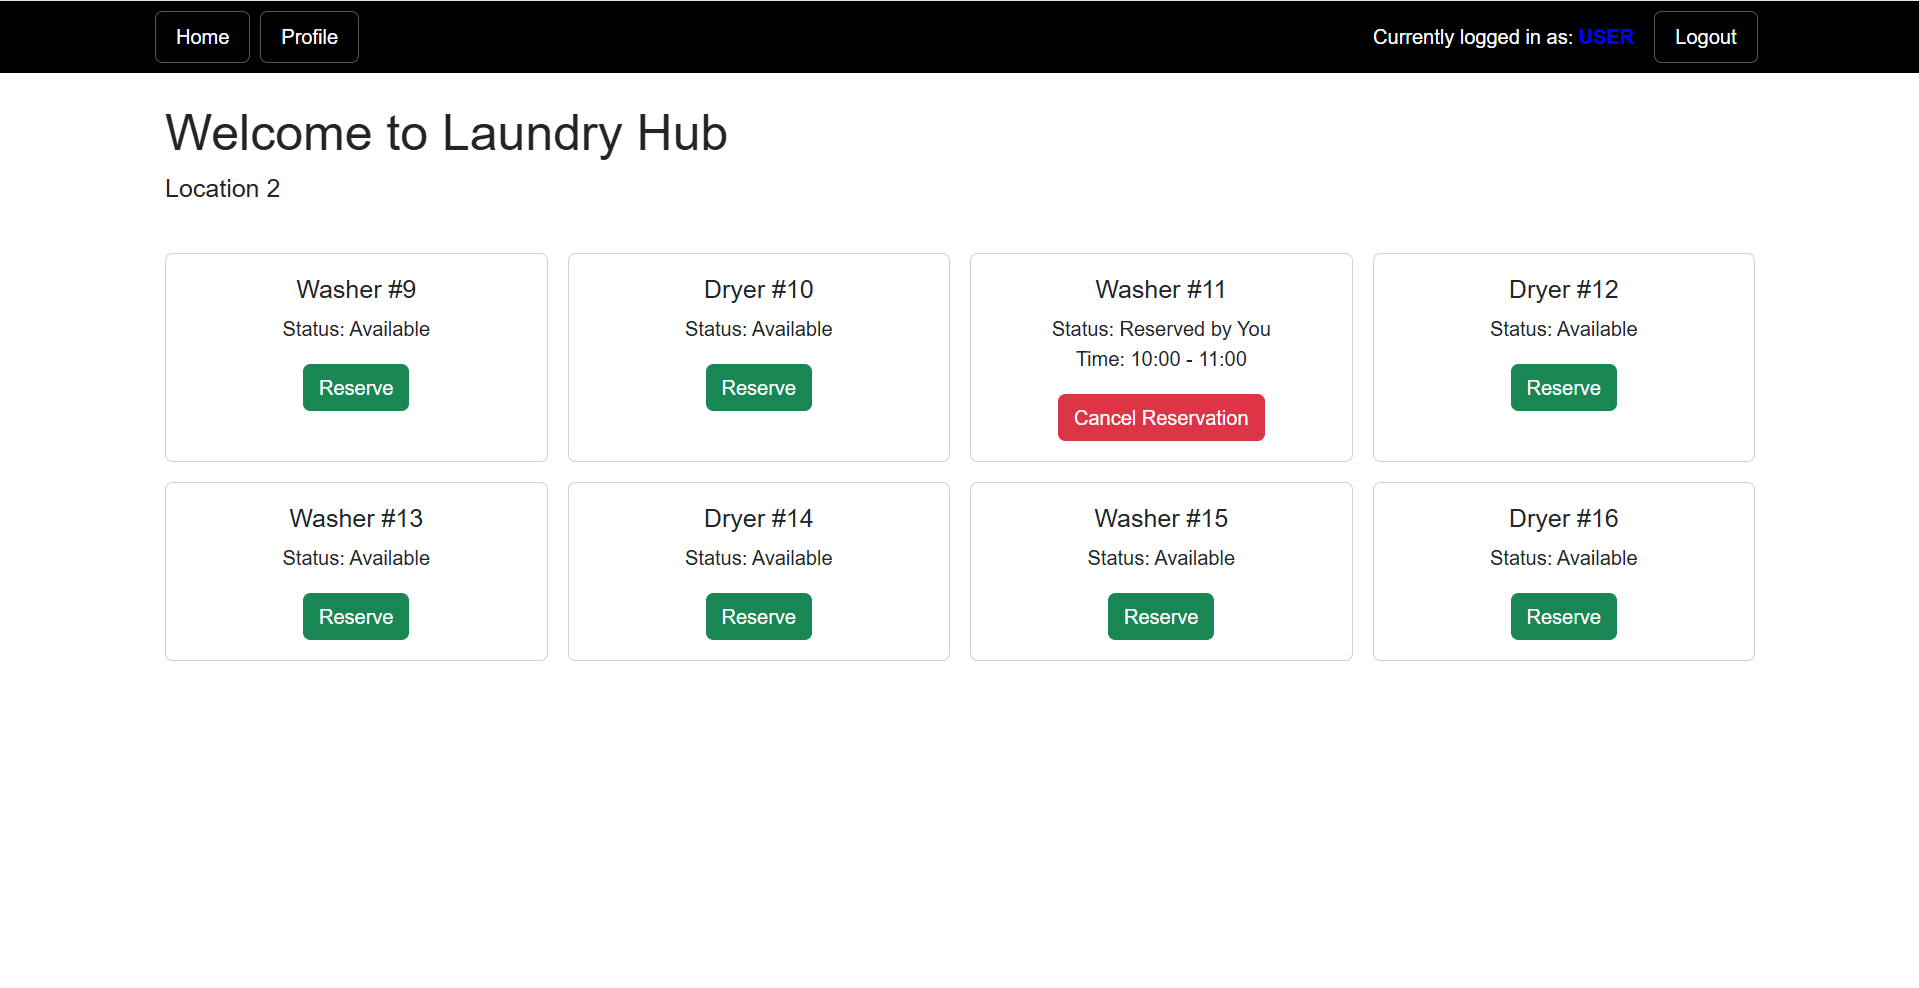 Home Profile Currently logged in as: USER Logout
Welcome to Laundry Hub
Location 2
Washer #9
Status: Available
Reserve
Dryer #10
Status: Available
Reserve
Washer #11
Status: Reserved by You
Time: 10:00 - 11:00
Cancel Reservation
Dryer #12
Status: Available
Reserve
Washer #13
Status: Available
Reserve
Dryer #14
Status: Available
Reserve
Washer #15
Status: Available
Reserve
Dryer #16
Status: Available
Reserve